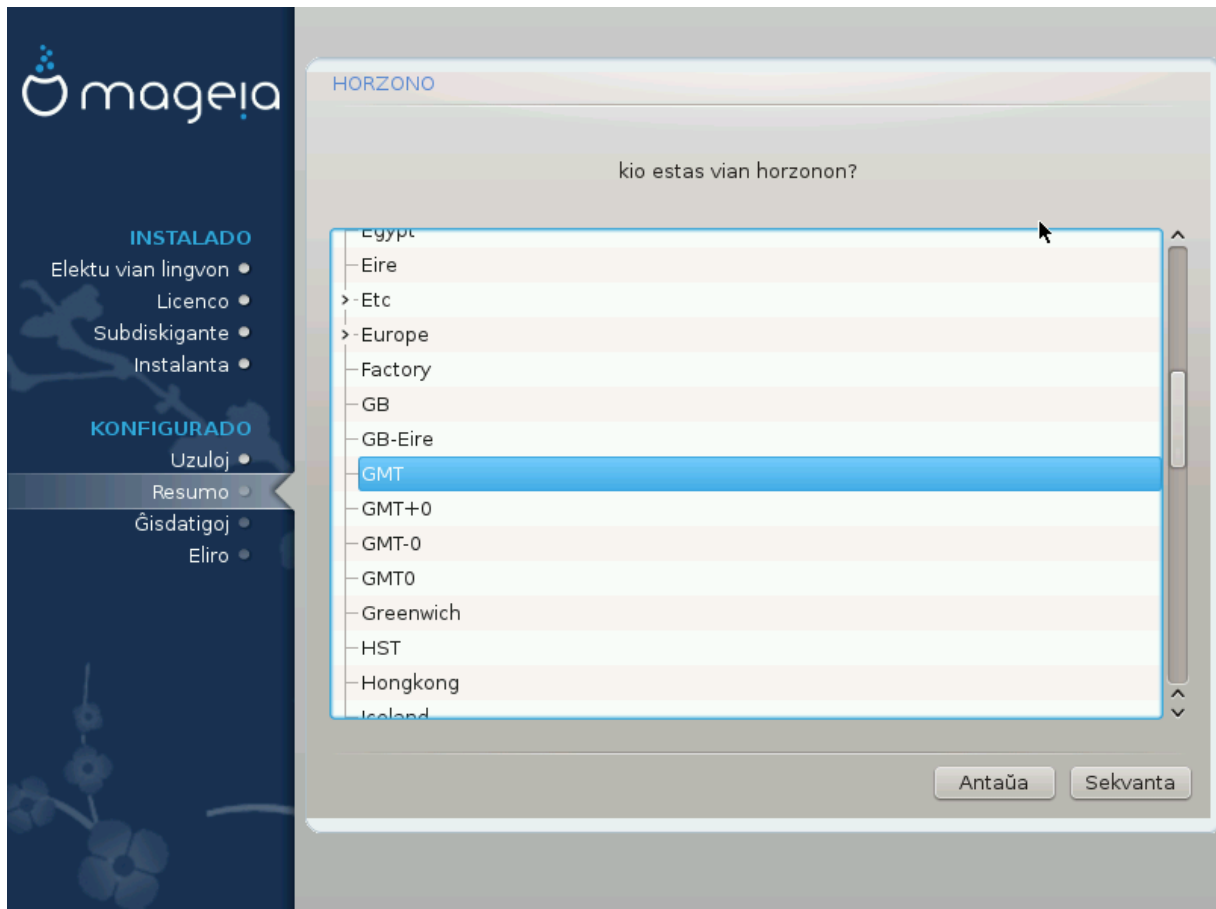 mageia
INSTALADO
Elektu vian lingvon
Licenco
Subdiskigante
Instalanta
KONFIGURADO
Uzuloj
Resumo
Ĝisdatigoj
Eliro
HORZONO
kio estas vian horzonon?
Egypt
Eire
Etc
Europe
Factory
GB
GB-Eire
GMT
GMT+0
GMT-0
GMT0
Greenwich
HST
Hongkong
Iceland
Antaŭa
Sekvanta